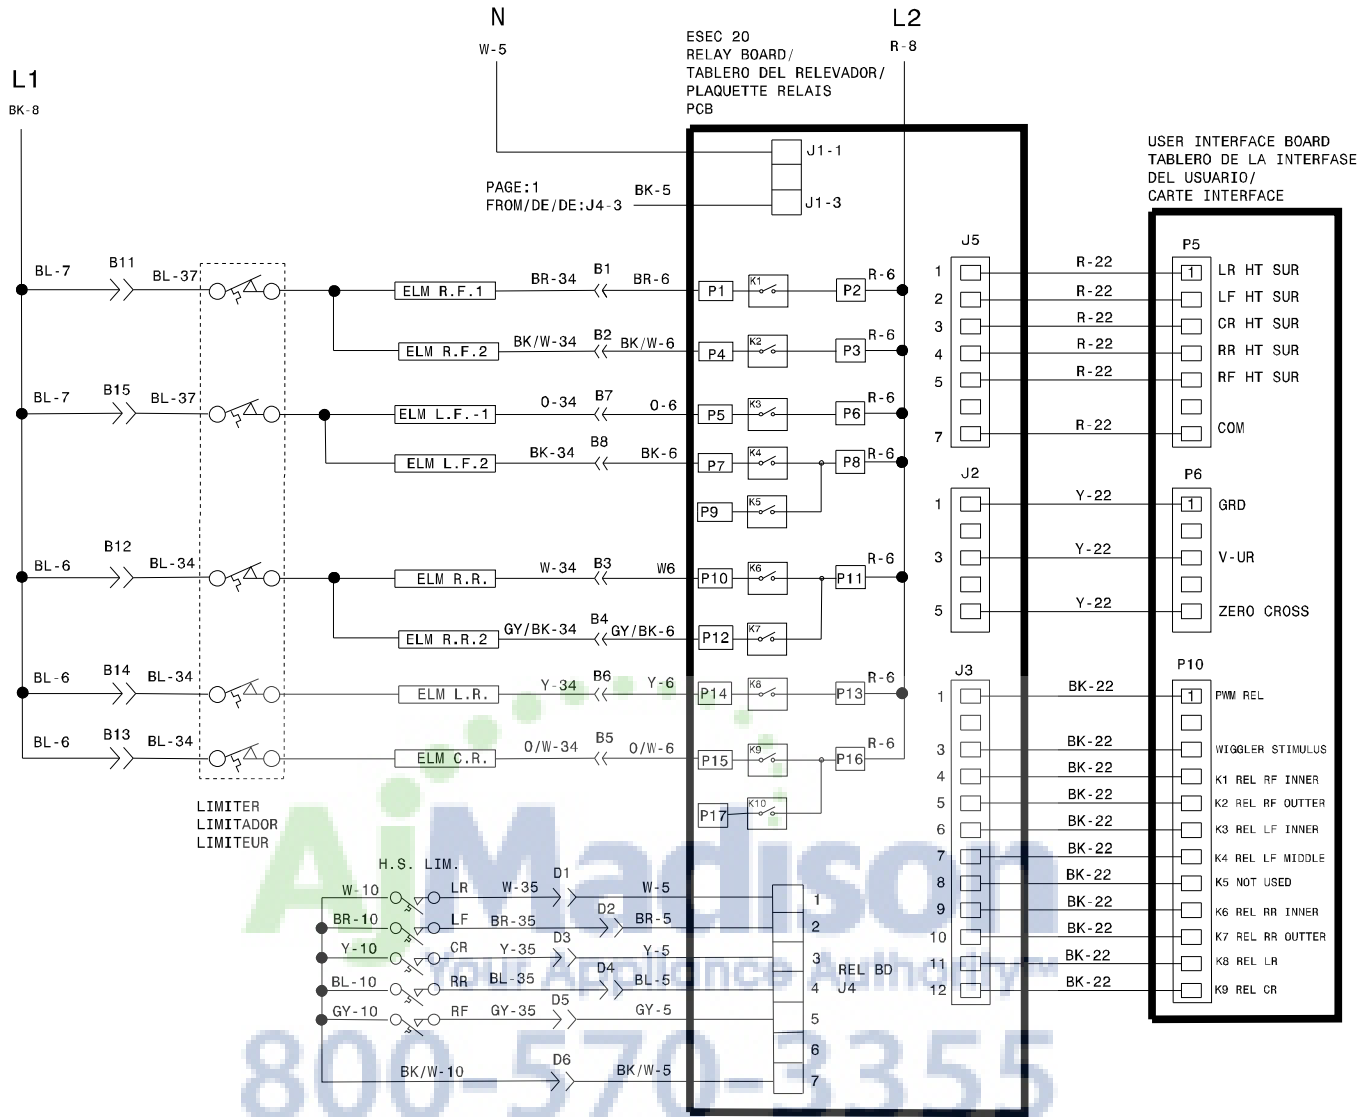 N
W-5
L2
R-8
ESEC 20
RELAY BOARD/
TABLERO DEL RELEVADOR/
PLAQUETTE RELAIS
PCB
L1
BK-8
USER INTERFACE BOARD
TABLERO DE LA INTERFASE
DEL USUARIO/
CARTE INTERFACE
J1-1
PAGE:1
FROM/DE/DE:J4-3
BK-5
J1-3
BL-7 B11 BL-37 ELM R.F.1 BR-34 B1 BR-6 P1 K1 P2 R-6
ELM R.F.2 BK/W-34 B2 BK/W-6 P4 K2 P3 R-6
BL-7 B15 BL-37 ELM L.F.-1 O-34 B7 O-6 P5 K3 P6 R-6
ELM L.F.2 BK-34 B8 BK-6 P7 K4 P8 R-6
P9 K5
BL-6 B12 BL-34 ELM R.R. W-34 B3 W6 P10 K6 P11 R-6
ELM R.R.2 GY/BK-34 B4 GY/BK-6 P12 K7
BL-6 B14 BL-34 ELM L.R. Y-34 B6 Y-6 P14 K8 P13 R-6
BL-6 B13 BL-34 ELM C.R. O/W-34 B5 O/W-6 P15 K9 P16 R-6
P17 K10
LIMITER
LIMITADOR
LIMITEUR
J5 P5
1 R-22 1 LR HT SUR
2 R-22 LF HT SUR
3 R-22 CR HT SUR
4 R-22 RR HT SUR
5 R-22 RF HT SUR
7 R-22 COM
J2 P6
1 Y-22 1 GRD
3 Y-22 V-UR
5 Y-22 ZERO CROSS
J3 P10
1 BK-22 1 PWM REL
3 BK-22 WIGGLER STIMULUS
4 BK-22 K1 REL RF INNER
5 BK-22 K2 REL RF OUTTER
6 BK-22 K3 REL LF INNER
7 BK-22 K4 REL LF MIDDLE
8 BK-22 K5 NOT USED
9 BK-22 K6 REL RR INNER
10 BK-22 K7 REL RR OUTTER
11 BK-22 K8 REL LR
12 BK-22 K9 REL CR
H.S. LIM.
W-10 LR W-35 D1 W-5 1
BR-10 LF BR-35 D2 BR-5 2
Y-10 CR Y-35 D3 Y-5 3
BL-10 RR BL-35 D4 BL-5 4
GY-10 RF GY-35 D5 GY-5 5
6
BK/W-10 D6 BK/W-5 7
REL BD
J4
AjMadison
Your Appliance Authority™
800-570-3355